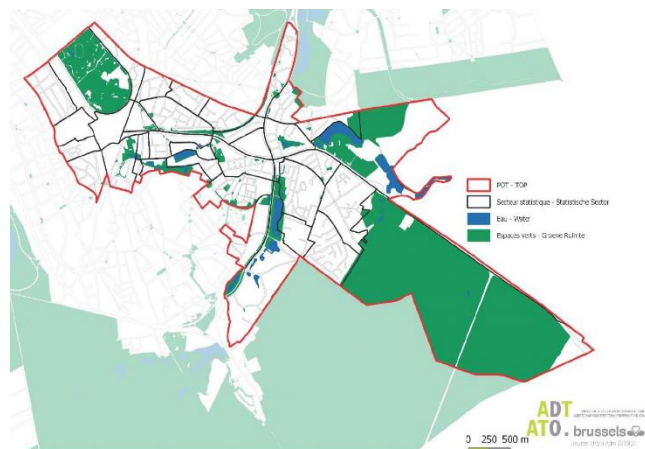 POT - TOP
Secteur statistique - Statistische Sector
Eau - Water
Espaces verts - Groene Ruimte
ADT
ATO. brussels
0 250 500 m